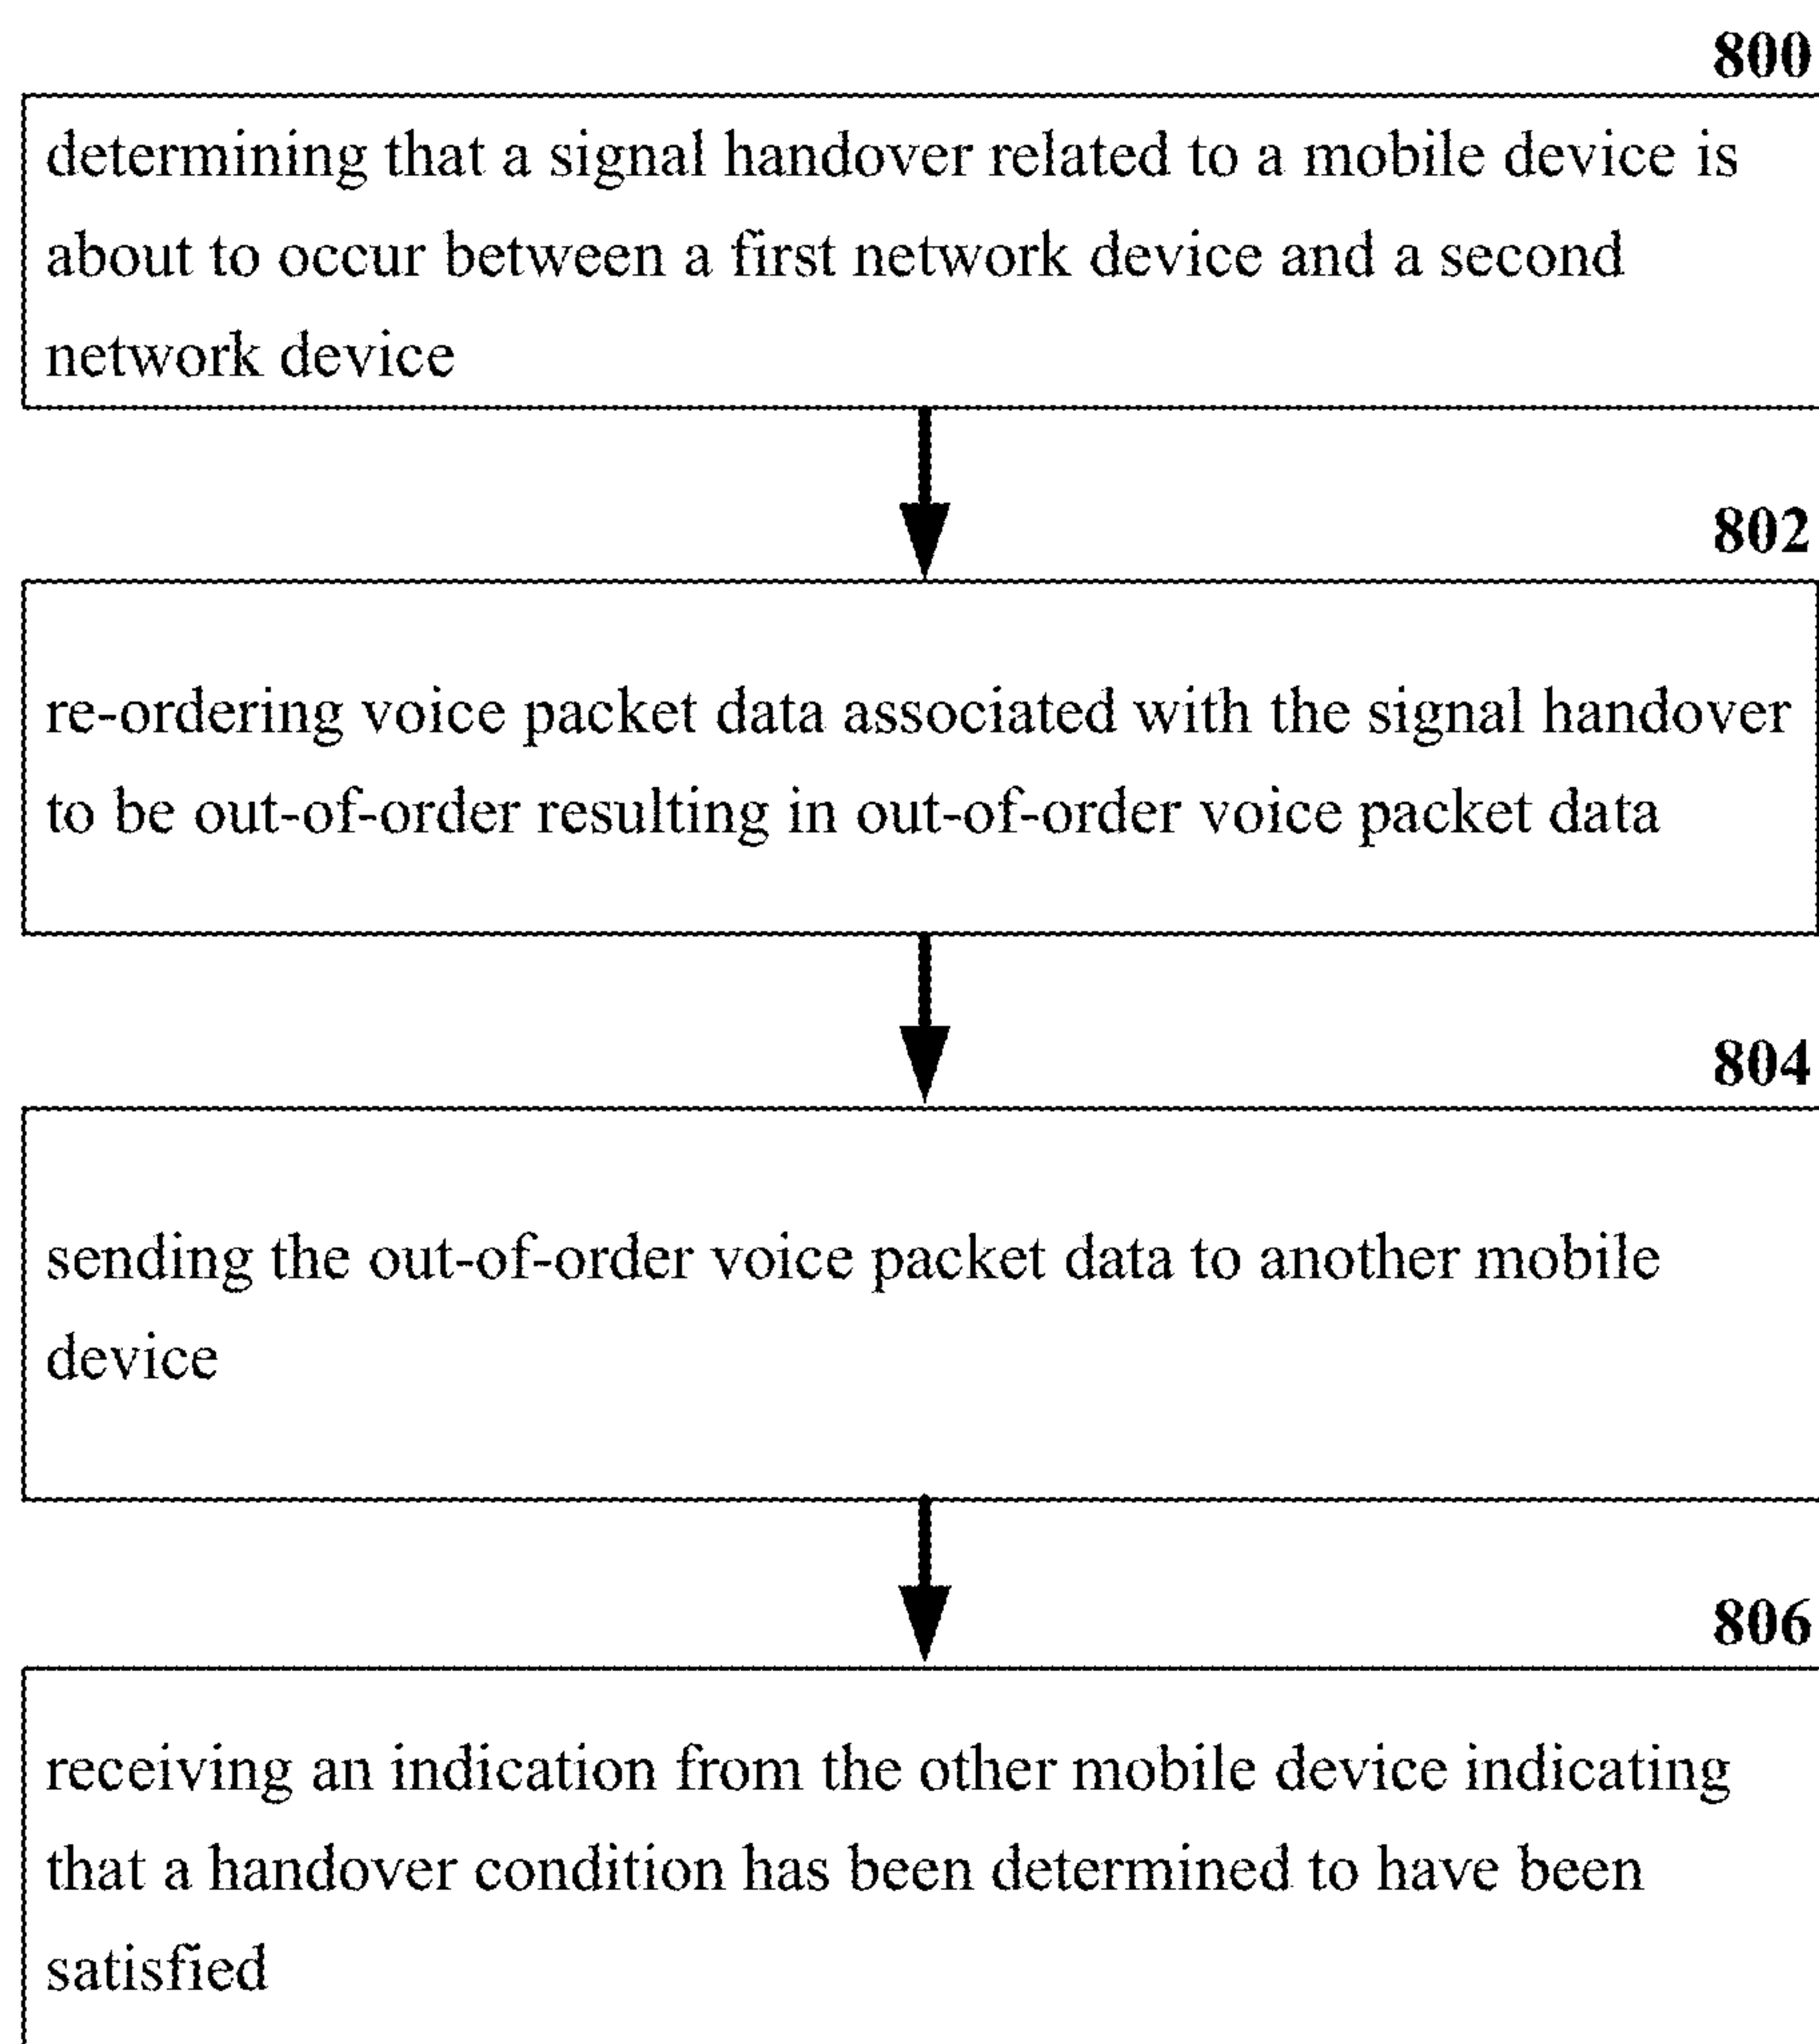 800
determining that a signal handover related to a mobile device is
about to occur between a first network device and a second
network device
802
re-ordering voice packet data associated with the signal handover
to be out-of-order resulting in out-of-order voice packet data
804
sending the out-of-order voice packet data to another mobile
device
806
receiving an indication from the other mobile device indicating
that a handover condition has been determined to have been
satisfied